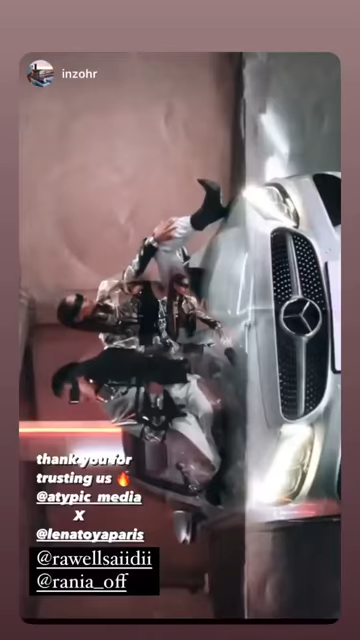 inzohr
thank you for
trusting us 🔥
@atypic_media
X
@lenatoyaparis
@rawellsaiidii
@rania_off